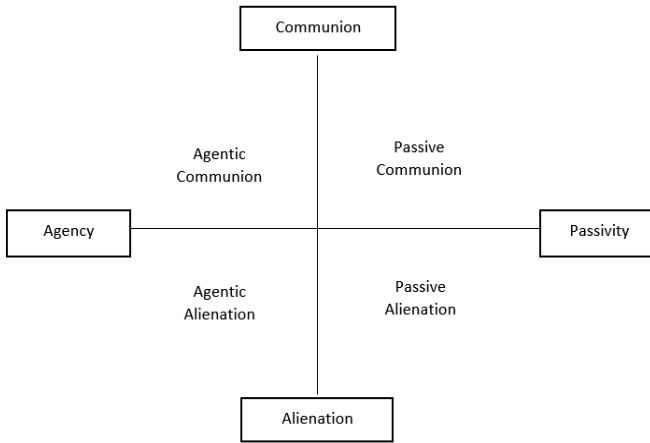 Communion
Agentic
Communion
Passive
Communion
Agency
Passivity
Agentic
Alienation
Passive
Alienation
Alienation